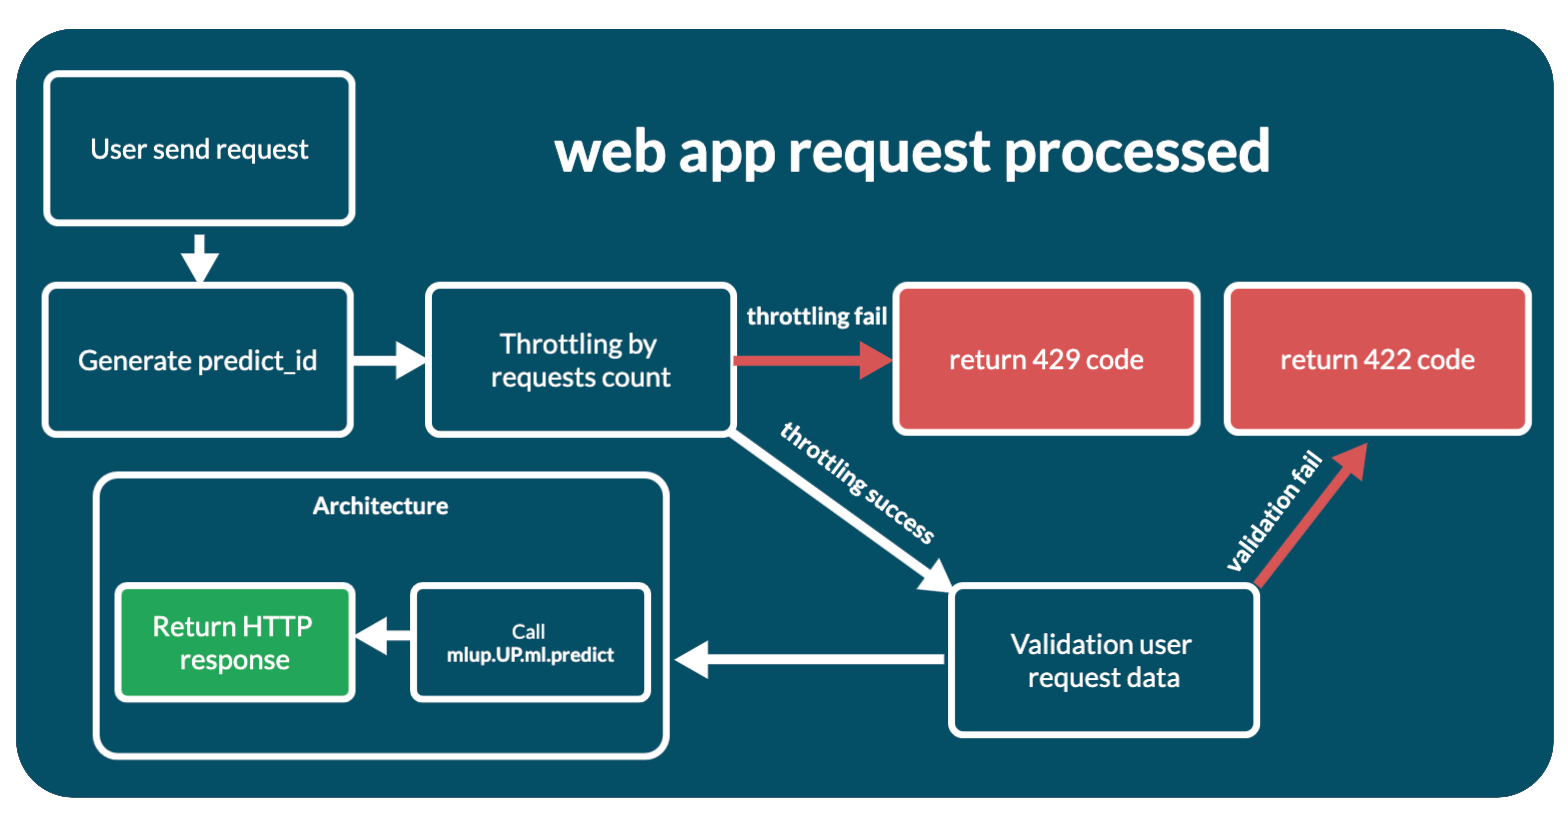 User send request
web app request processed
Generate predict_id
Throttling by
requests count
throttling fail
return 429 code
return 422 code
throttling success
validation fail
Architecture
Return HTTP
response
Call
mlup.UP.ml.predict
Validation user
request data